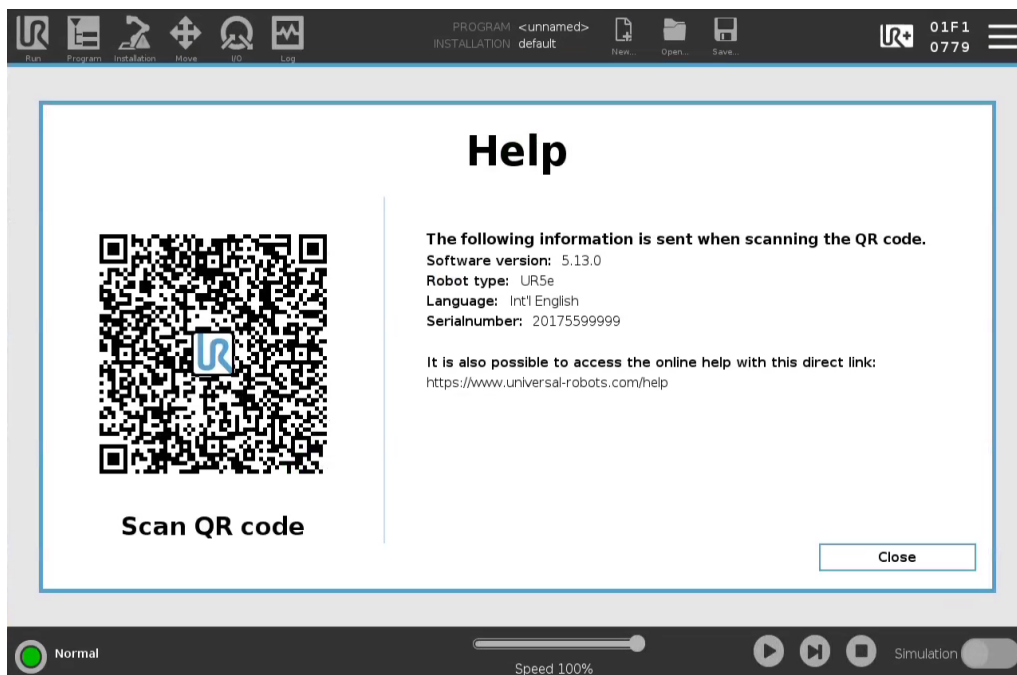 PROGRAM <unnamed>
INSTALLATION default
UR+
01F1
0779
Run
Program
Installation
Move
I/O
Log
New...
Open...
Save...
Help
The following information is sent when scanning the QR code.
Software version: 5.13.0
Robot type: UR5e
Language: Int'l English
Serialnumber: 20175599999
It is also possible to access the online help with this direct link:
https://www.universal-robots.com/help
UR
Scan QR code
Close
Normal
Speed 100%
Simulation